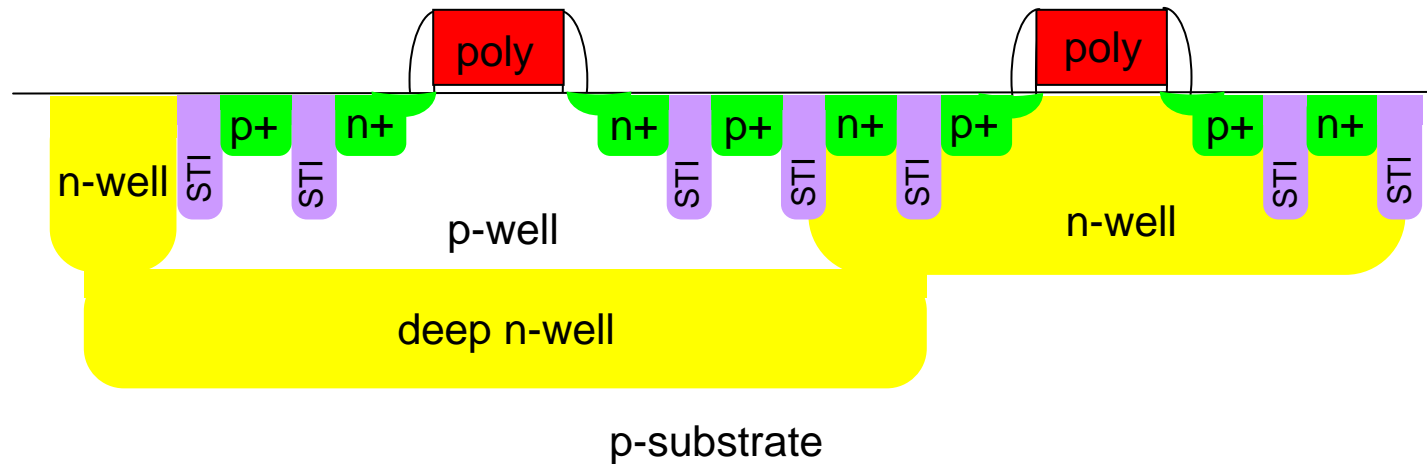 poly
poly
p+
n+
n+
p+
n+
p+
p+
n+
STI
STI
STI
STI
STI
STI
STI
n-well
p-well
n-well
deep n-well
p-substrate